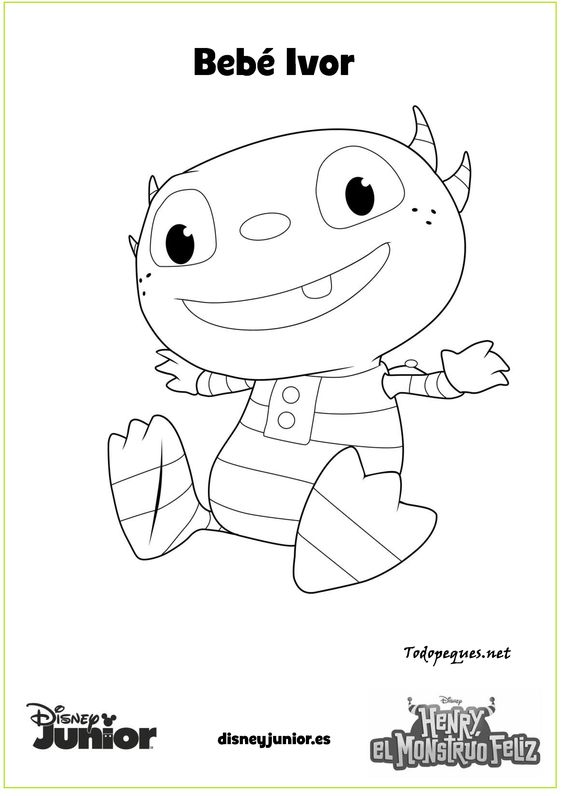 Bebé Ivor
Todopeques.net
Disney
Junior
disneyjunior.es
Disney
HENRY,
EL MONSTRUO FELIZ